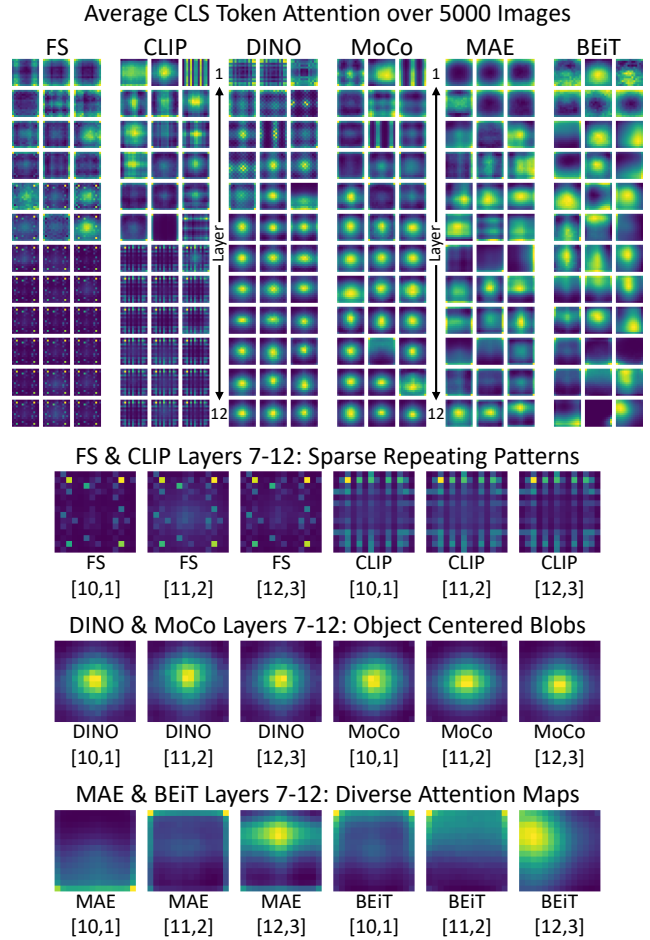 Average CLS Token Attention over 5000 Images
FS CLIP DINO MoCo MAE BEiT
1 1
Layer Layer
12 12
FS & CLIP Layers 7-12: Sparse Repeating Patterns
FS FS FS CLIP CLIP CLIP
[10,1] [11,2] [12,3] [10,1] [11,2] [12,3]
DINO & MoCo Layers 7-12: Object Centered Blobs
DINO DINO DINO MoCo MoCo MoCo
[10,1] [11,2] [12,3] [10,1] [11,2] [12,3]
MAE & BEiT Layers 7-12: Diverse Attention Maps
MAE MAE MAE BEiT BEiT BEiT
[10,1] [11,2] [12,3] [10,1] [11,2] [12,3]